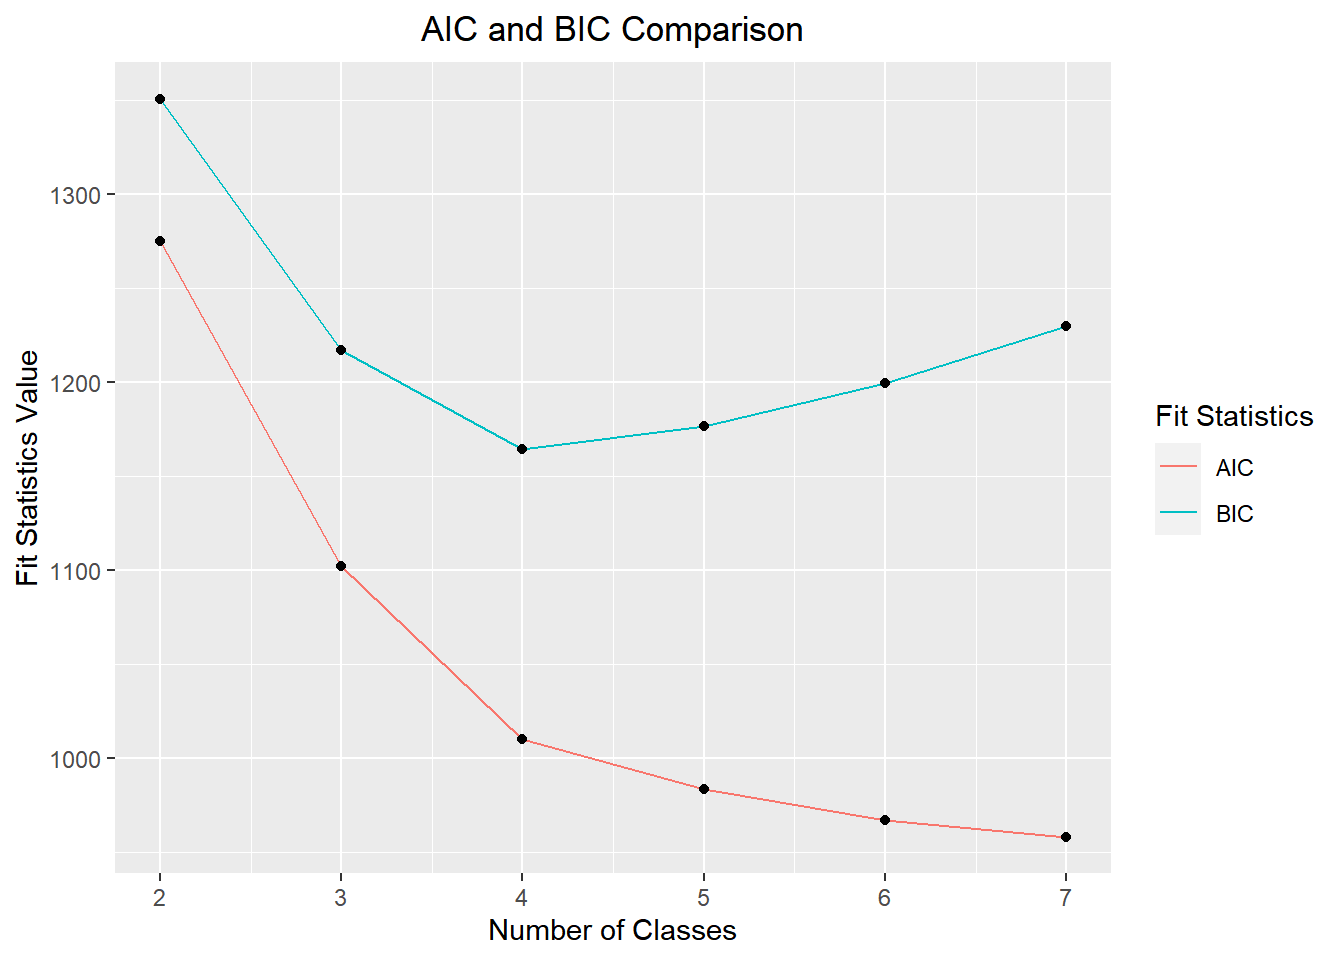 AIC and BIC Comparison
Fit Statistics Value
1300
1200
1100
1000
2 3 4 5 6 7
Number of Classes
Fit Statistics
AIC
BIC